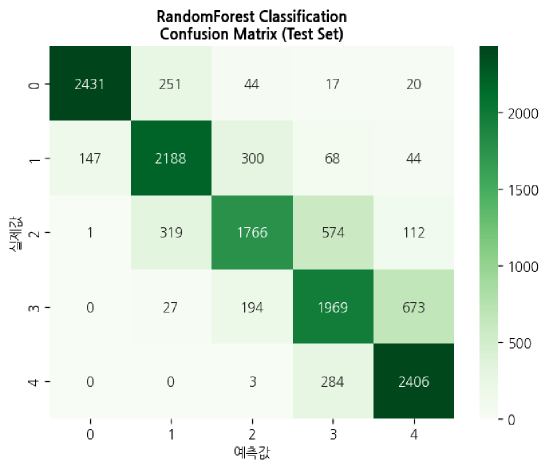 RandomForest Classification
Confusion Matrix (Test Set)
0 2431 251 44 17 20
1 147 2188 300 68 44
2 1 319 1766 574 112
3 0 27 194 1969 673
4 0 0 3 284 2406
0 1 2 3 4
예측값
실제값
2000
1500
1000
500
0